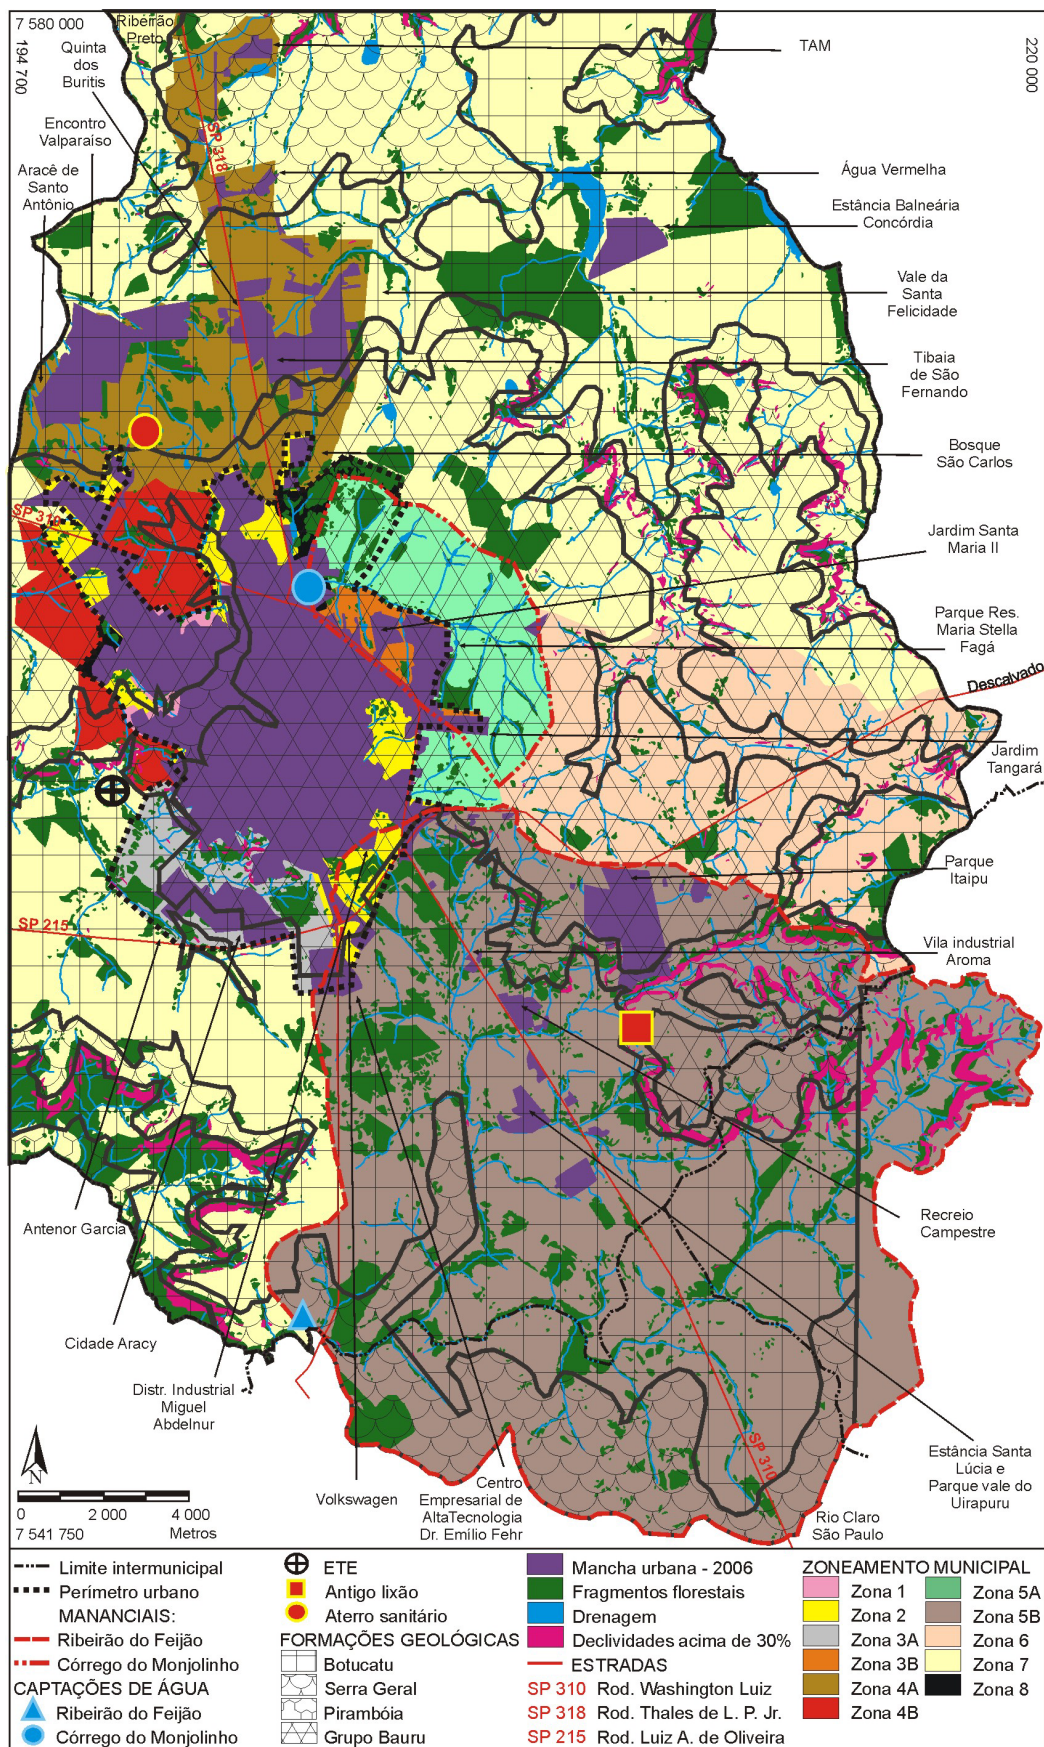 7 580 000
194 700
Ribeirão
Preto
TAM
220 000
Quinta
dos
Buritis
Encontro
Valparaíso
SP 318
Aracê de
Santo
Antônio
Água Vermelha
Estância Balneária
Concórdia
Vale da
Santa
Felicidade
Tibaia
de São
Fernando
Bosque
São Carlos
SP 310
Jardim Santa
Maria II
Parque Res.
Maria Stella
Fagá
Descalvado
Jardim
Tangará
Parque
Itaipu
SP 215
Vila industrial
Aroma
Antenor Garcia
Recreio
Campestre
Cidade Aracy
Distr. Industrial
Miguel
Abdelnur
SP 310
Estância Santa
Lúcia e
Parque vale do
Uirapuru
N
0 2 000 4 000
Metros
7 541 750
Volkswagen
Centro
Empresarial de
AltaTecnologia
Dr. Emílio Fehr
Rio Claro
São Paulo
Limite intermunicipal
Perímetro urbano
MANANCIAIS:
Ribeirão do Feijão
Córrego do Monjolinho
CAPTAÇÕES DE ÁGUA
Ribeirão do Feijão
Córrego do Monjolinho
ETE
Antigo lixão
Aterro sanitário
FORMAÇÕES GEOLÓGICAS
Botucatu
Serra Geral
Pirambóia
Grupo Bauru
Mancha urbana - 2006
Fragmentos florestais
Drenagem
Declividades acima de 30%
ESTRADAS
SP 310 Rod. Washington Luiz
SP 318 Rod. Thales de L. P. Jr.
SP 215 Rod. Luiz A. de Oliveira
ZONEAMENTO MUNICIPAL
Zona 1
Zona 2
Zona 3A
Zona 3B
Zona 4A
Zona 4B
Zona 5A
Zona 5B
Zona 6
Zona 7
Zona 8